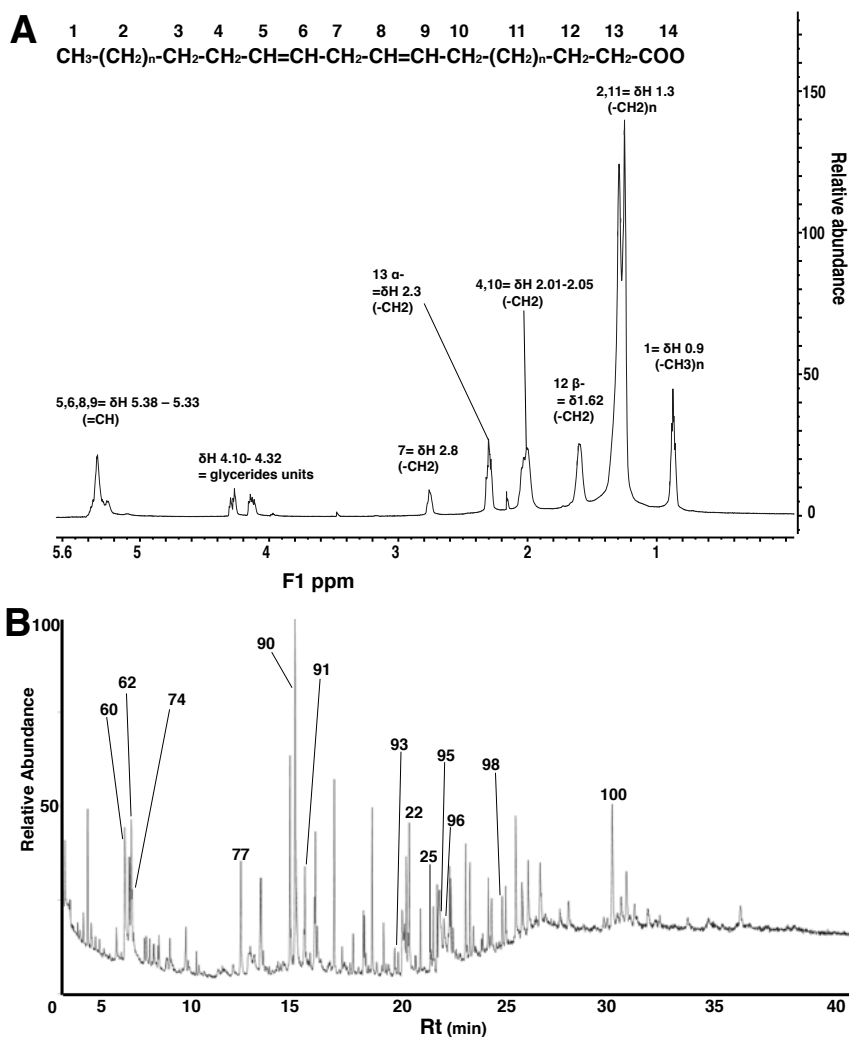 A
1 2 3 4 5 6 7 8 9 10 11 12 13 14
CH3-(CH2)n-CH2-CH2-CH=CH-CH2-CH=CH-CH2-(CH2)n-CH2-CH2-COO
2,11= δH 1.3
(-CH2)n
150
Relative abundance
100
13 α-
=δH 2.3
(-CH2)
4,10= δH 2.01-2.05
(-CH2)
1= δH 0.9
(-CH3)n
50
5,6,8,9= δH 5.38 – 5.33
(=CH)
12 β-
= δ1.62
(-CH2)
δH 4.10- 4.32
= glycerides units
7= δH 2.8
(-CH2)
0
5.6 5 4 3 2 1
F1 ppm
B
100
90
91
62
60
74
93
95
98
22
96
100
25
77
50
Relative Abundance
0 5 10 15 20 25 30 35 40
Rt (min)